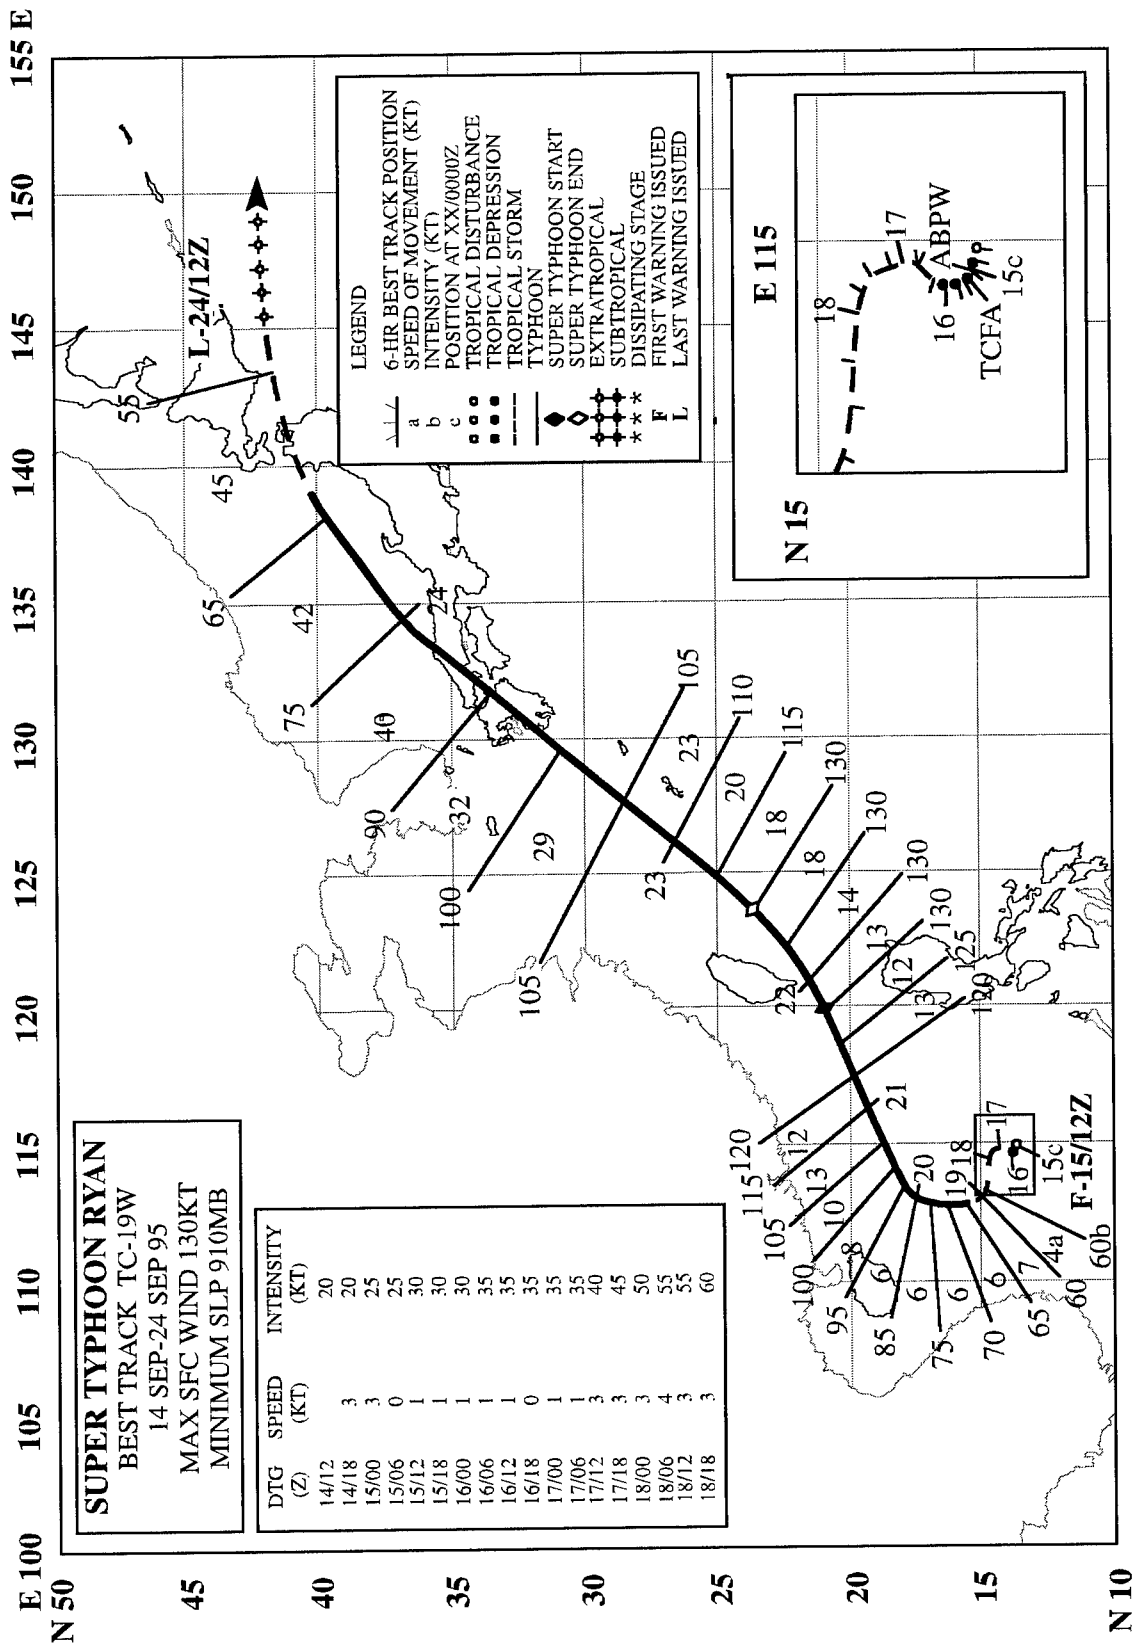 E 100
105
110
115
120
125
130
135
140
145
150
155 E
N 50
40
35
30
25
20
15
N 10
SUPER TYPHOON RYAN
BEST TRACK TC-19W
14 SEP-24 SEP 95
MAX SFC WIND 130KT
MINIMUM SLP 910MB
DTG SPEED INTENSITY
(Z) (KT) (KT)
14/12 20
14/18 3 20
15/00 3 25
15/06 0 25
15/12 1 30
15/18 1 30
16/00 1 30
16/06 1 35
16/12 1 35
16/18 0 35
17/00 1 35
17/06 1 35
17/12 3 40
17/18 3 45
18/00 3 50
18/06 4 55
18/12 3 55
18/18 3 60
LEGEND
6-HR BEST TRACK POSITION
a SPEED OF MOVEMENT (KT)
b INTENSITY (KT)
c POSITION AT XX/0000Z
TROPICAL DISTURBANCE
TROPICAL DEPRESSION
TROPICAL STORM
TYPHOON
SUPER TYPHOON START
SUPER TYPHOON END
EXTRATROPICAL
SUBTROPICAL
*** DISSIPATING STAGE
F FIRST WARNING ISSUED
L LAST WARNING ISSUED
L-24/12Z
55
45
65
42
75
24
40
90
32
100
29
105
105
23
110
23
20
115
18
130
18
130
14
130
22
13
130
12
125
13
120
120
21
12
115
13
105
10
100
8
20
95
6
85
6
75
6
70
6
65
7
60
4a
60b
19
18
17
16
15c
F-15/12Z
E 115
N 15
18
17
16
ABPW
TCFA
15c